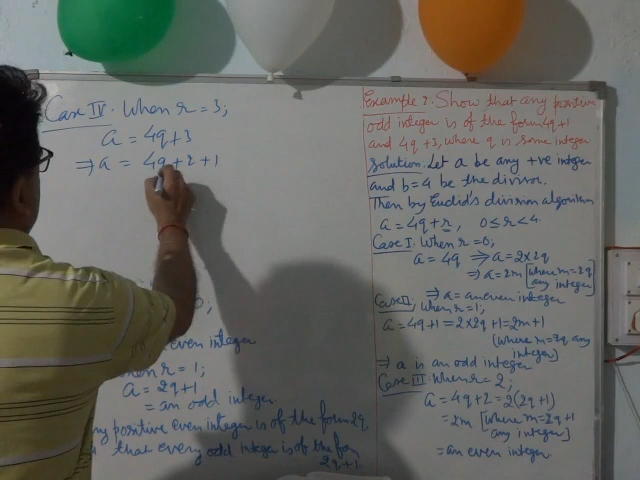 Case IV. When r = 3;
a = 4q+3
⇒ a = 4q+2+1
0;
even integer
r = 1;
a = 2q+1
= an odd integer.
positive even integer is of the form 2q
that every odd integer is of the form
2q+1.
Example 2. Show that any positive
odd integer is of the form 4q+1
and 4q+3, where q is some integer
Solution. Let a be any +ve integer
and b=4 be the divisor.
Then by Euclid's division algorithm
a = 4q+r, 0≤r<4.
Case I. When r=0;
a = 4q ⇒ a=2×2q
⇒ a=2m [where m=2q
any integer]
⇒ a = an even integer
Case II. When r=1;
a = 4q+1=2×2q+1=2m+1
[where m=2q, any
integer]
⇒ a is an odd integer
Case III. When r=2;
a = 4q+2=2(2q+1)
=2m [where m=2q+1
any integer]
=an even integer